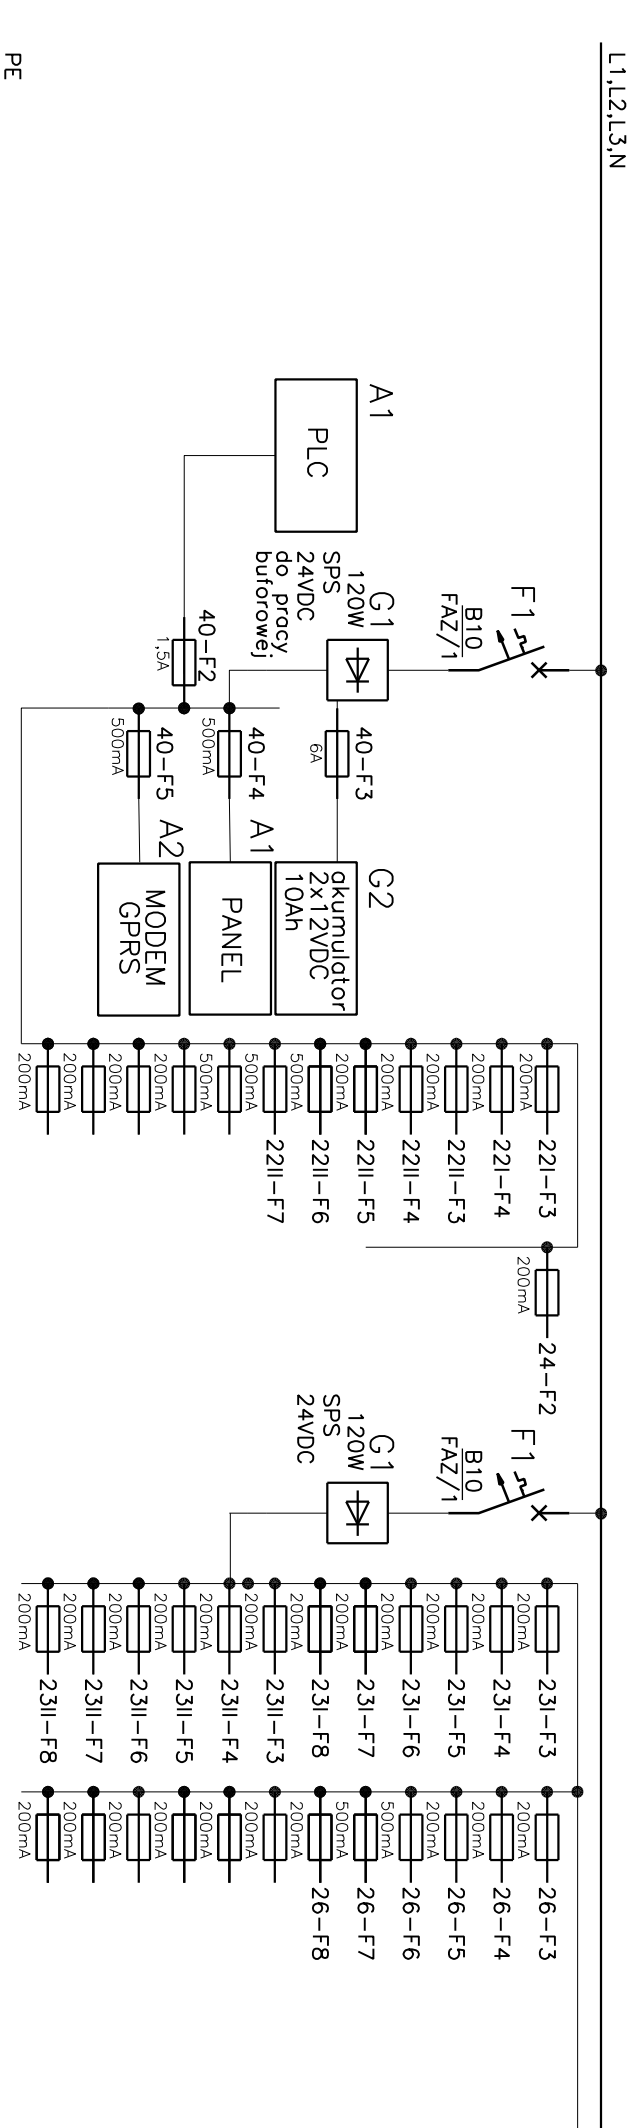 L1,L2,L3,N
PE
A1
PLC
F1
B10
FAZ/1
G1
120W
SPS
24VDC
do pracy
buforowej
40-F2
1,5A
40-F3
6A
40-F4
500mA
40-F5
500mA
G2
akumulator
2x12VDC
10Ah
A1
PANEL
A2
MODEM
GPRS
200mA
22I-F3
200mA
22I-F4
200mA
22II-F3
200mA
22II-F4
200mA
22II-F5
500mA
22II-F6
500mA
22II-F7
500mA
200mA
200mA
200mA
200mA
200mA
24-F2
F1
B10
FAZ/1
G1
120W
SPS
24VDC
200mA
23I-F3
200mA
23I-F4
200mA
23I-F5
200mA
23I-F6
200mA
23I-F7
200mA
23I-F8
200mA
23II-F3
200mA
23II-F4
200mA
23II-F5
200mA
23II-F6
200mA
23II-F7
200mA
23II-F8
200mA
26-F3
200mA
26-F4
200mA
26-F5
500mA
26-F6
500mA
26-F7
200mA
26-F8
200mA
200mA
200mA
200mA
200mA
200mA